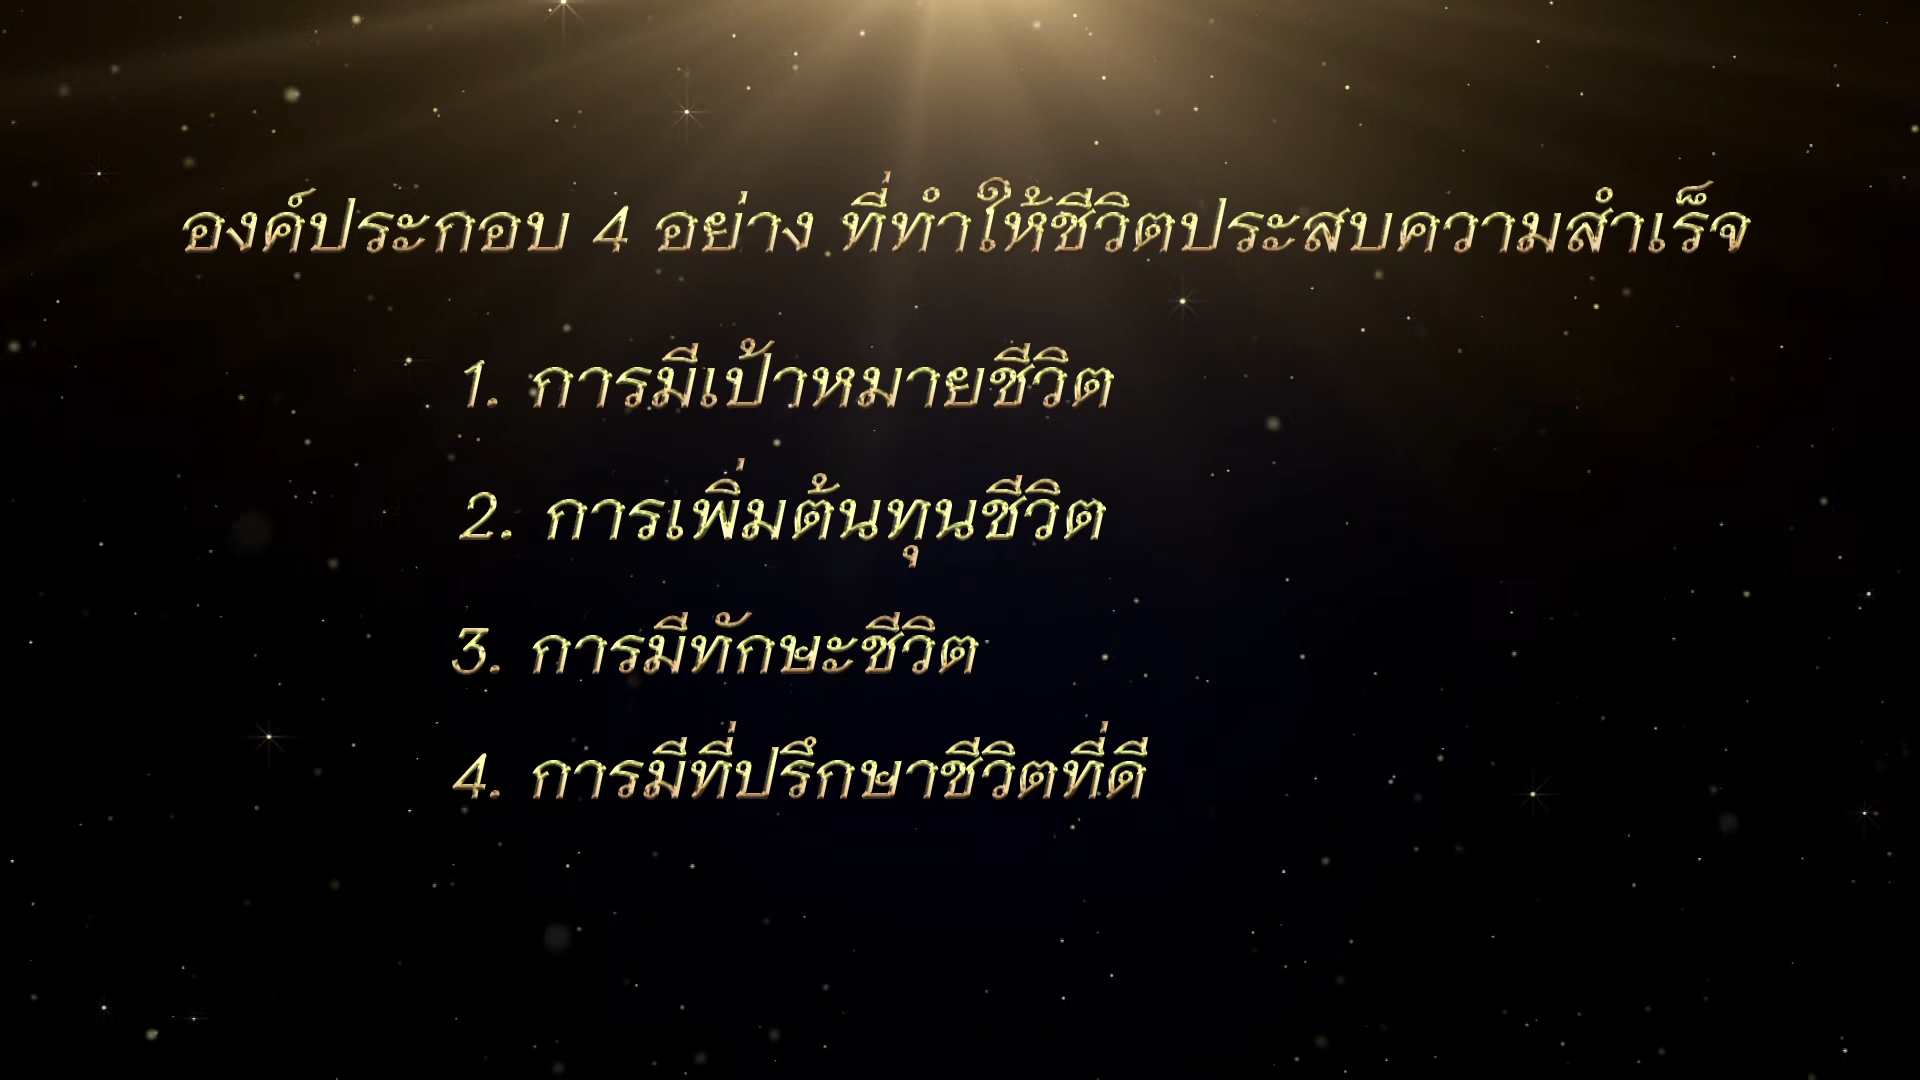 องค์ประกอบ 4 อย่าง ที่ทำให้ชีวิตประสบความสำเร็จ
1. การมีเป้าหมายชีวิต
2. การเพิ่มต้นทุนชีวิต
3. การมีทักษะชีวิต
4. การมีที่ปรึกษาชีวิตที่ดี